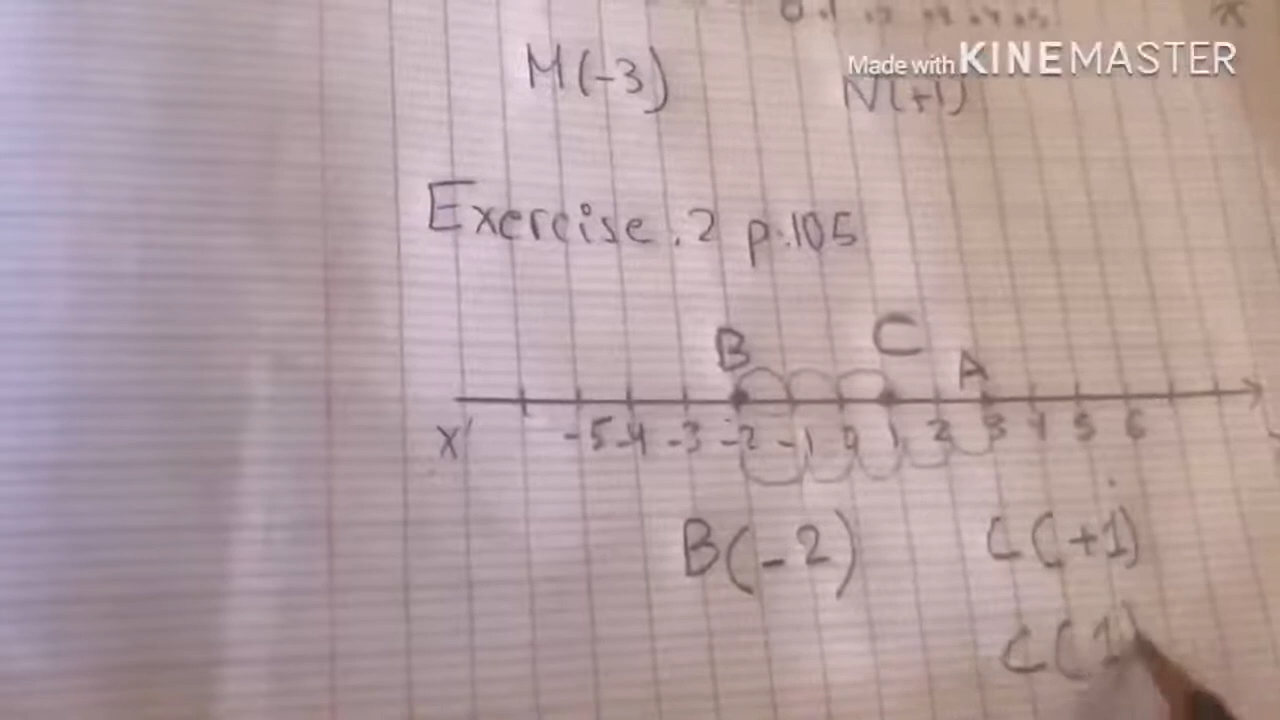 Made with KINEMASTER
M(-3) N(+1)
Exercise.2 p.105
B C A
x' -5 -4 -3 -2 -1 0 1 2 3 4 5 6
B(-2) C(+1)
C(1)